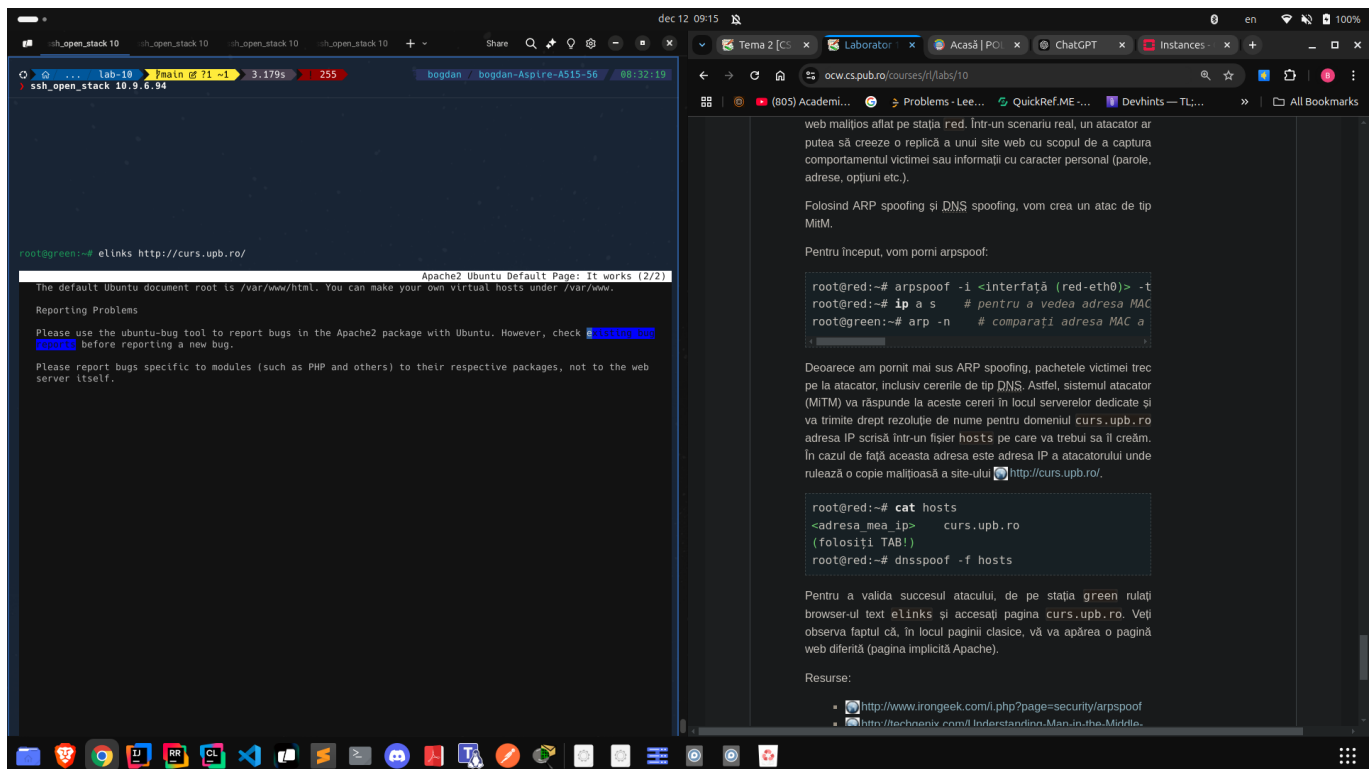 dec 12 09:15
en
100%
ssh_open_stack 10
ssh_open_stack 10
ssh_open_stack 10
ssh_open_stack 10
Share
... lab-10 main ?1 ~1 3.179s 255 bogdan bogdan-Aspire-A515-56 08:32:19
ssh_open_stack 10.9.6.94
root@green:~# elinks http://curs.upb.ro/
Apache2 Ubuntu Default Page: It works (2/2)
The default Ubuntu document root is /var/www/html. You can make your own virtual hosts under /var/www.
Reporting Problems
Please use the ubuntu-bug tool to report bugs in the Apache2 package with Ubuntu. However, check
before reporting a new bug.
Please report bugs specific to modules (such as PHP and others) to their respective packages, not to the web
server itself.
Tema 2 [CS
Laborator
Acasă | POL
ChatGPT
Instances -
ocw.cs.pub.ro/courses/rl/labs/10
(805) Academi...
Problems - Lee...
QuickRef.ME -...
Devhints — TL;...
»
All Bookmarks
web malițios aflat pe stația red. Într-un scenariu real, un atacator ar
putea să creeze o replică a unui site web cu scopul de a captura
comportamentul victimei sau informații cu caracter personal (parole,
adrese, opțiuni etc.).
Folosind ARP spoofing și DNS spoofing, vom crea un atac de tip
MitM.
Pentru început, vom porni arpspoof:
root@red:~# arpspoof -i <interfață (red-eth0)> -t
root@red:~# ip a s # pentru a vedea adresa MAC
root@green:~# arp -n # comparați adresa MAC a
Deoarece am pornit mai sus ARP spoofing, pachetele victimei trec
pe la atacator, inclusiv cererile de tip DNS. Astfel, sistemul atacator
(MiTM) va răspunde la aceste cereri în locul serverelor dedicate și
va trimite drept rezoluție de nume pentru domeniul curs.upb.ro
adresa IP scrisă într-un fișier hosts pe care va trebui sa îl creăm.
În cazul de față aceasta adresa este adresa IP a atacatorului unde
rulează o copie malițioasă a site-ului http://curs.upb.ro/.
root@red:~# cat hosts
<adresa_mea_ip> curs.upb.ro
(folosiți TAB!)
root@red:~# dnsspoof -f hosts
Pentru a valida succesul atacului, de pe stația green rulați
browser-ul text elinks și accesați pagina curs.upb.ro. Veți
observa faptul că, în locul paginii clasice, vă va apărea o pagină
web diferită (pagina implicită Apache).
Resurse:
http://www.irongeek.com/i.php?page=security/arpspoof
http://techgenix.com/Understanding-Man-in-the-Middle-